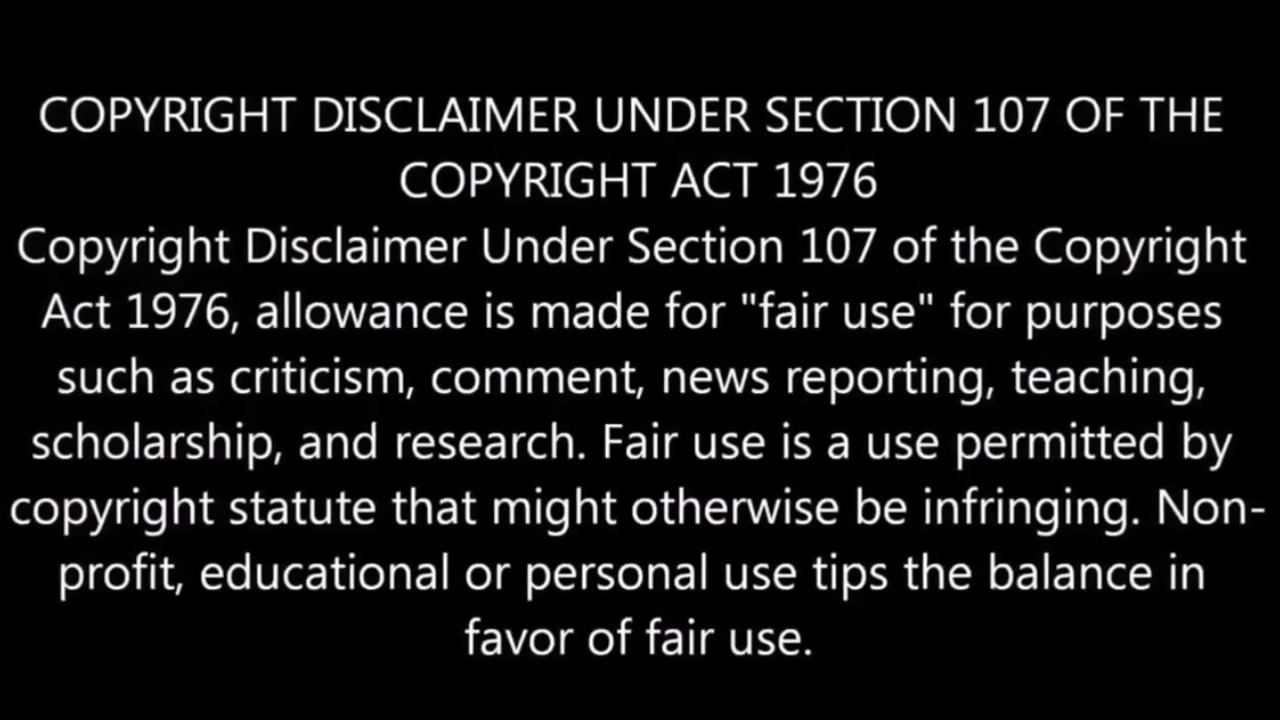 COPYRIGHT DISCLAIMER UNDER SECTION 107 OF THE
COPYRIGHT ACT 1976
Copyright Disclaimer Under Section 107 of the Copyright
Act 1976, allowance is made for "fair use" for purposes
such as criticism, comment, news reporting, teaching,
scholarship, and research. Fair use is a use permitted by
copyright statute that might otherwise be infringing. Non-
profit, educational or personal use tips the balance in
favor of fair use.